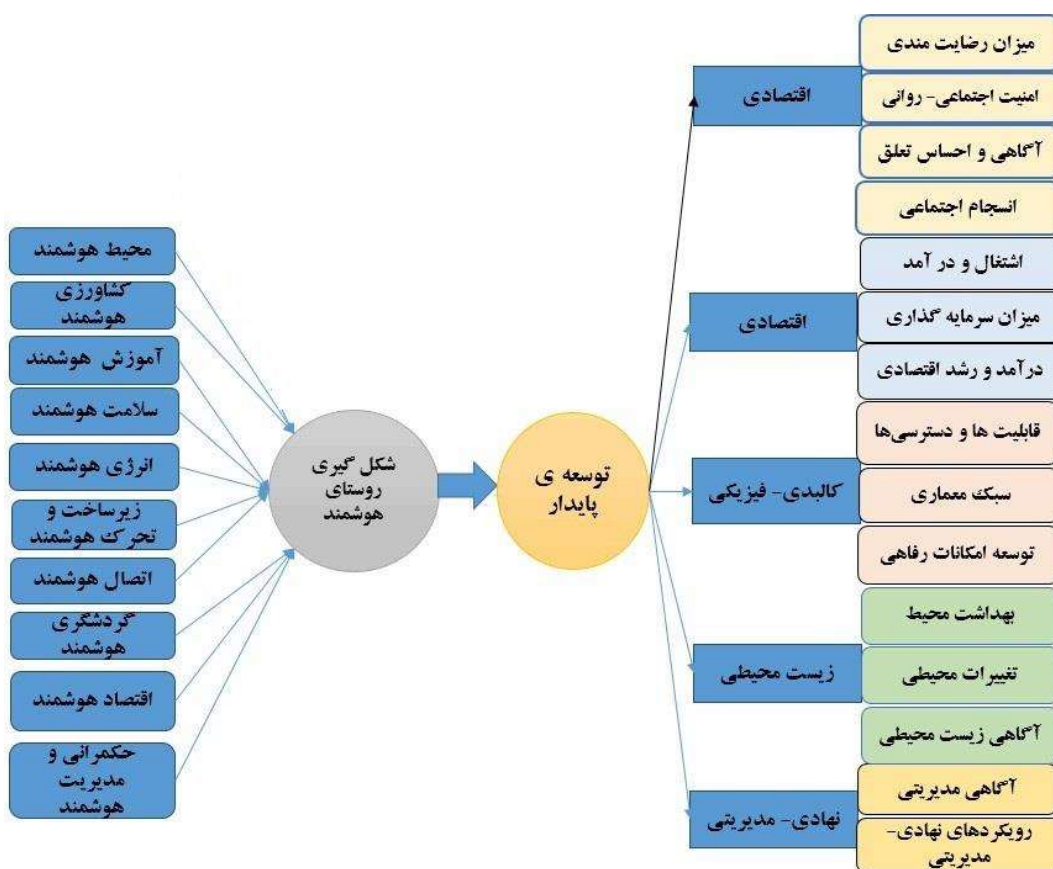 میزان رضایت مندی
امنیت اجتماعی- روانی
آگاهی و احساس تعلق
انسجام اجتماعی
اشتغال و در آمد
میزان سرمایه گذاری
درآمد و رشد اقتصادی
قابلیت ها و دسترسی‌ها
سبک معماری
توسعه امکانات رفاهی
بهداشت محیط
تغییرات محیطی
آگاهی زیست محیطی
آگاهی مدیریتی
رویکردهای نهادی-
مدیریتی
اقتصادی
اقتصادی
کالبدی- فیزیکی
زیست محیطی
نهادی- مدیریتی
توسعه ی
پایدار
شکل گیری
روستای
هوشمند
محیط هوشمند
کشاورزی
هوشمند
آموزش هوشمند
سلامت هوشمند
انرژی هوشمند
زیرساخت و
تحرک هوشمند
اتصال هوشمند
گردشگری
هوشمند
اقتصاد هوشمند
حکمرانی و
مدیریت
هوشمند